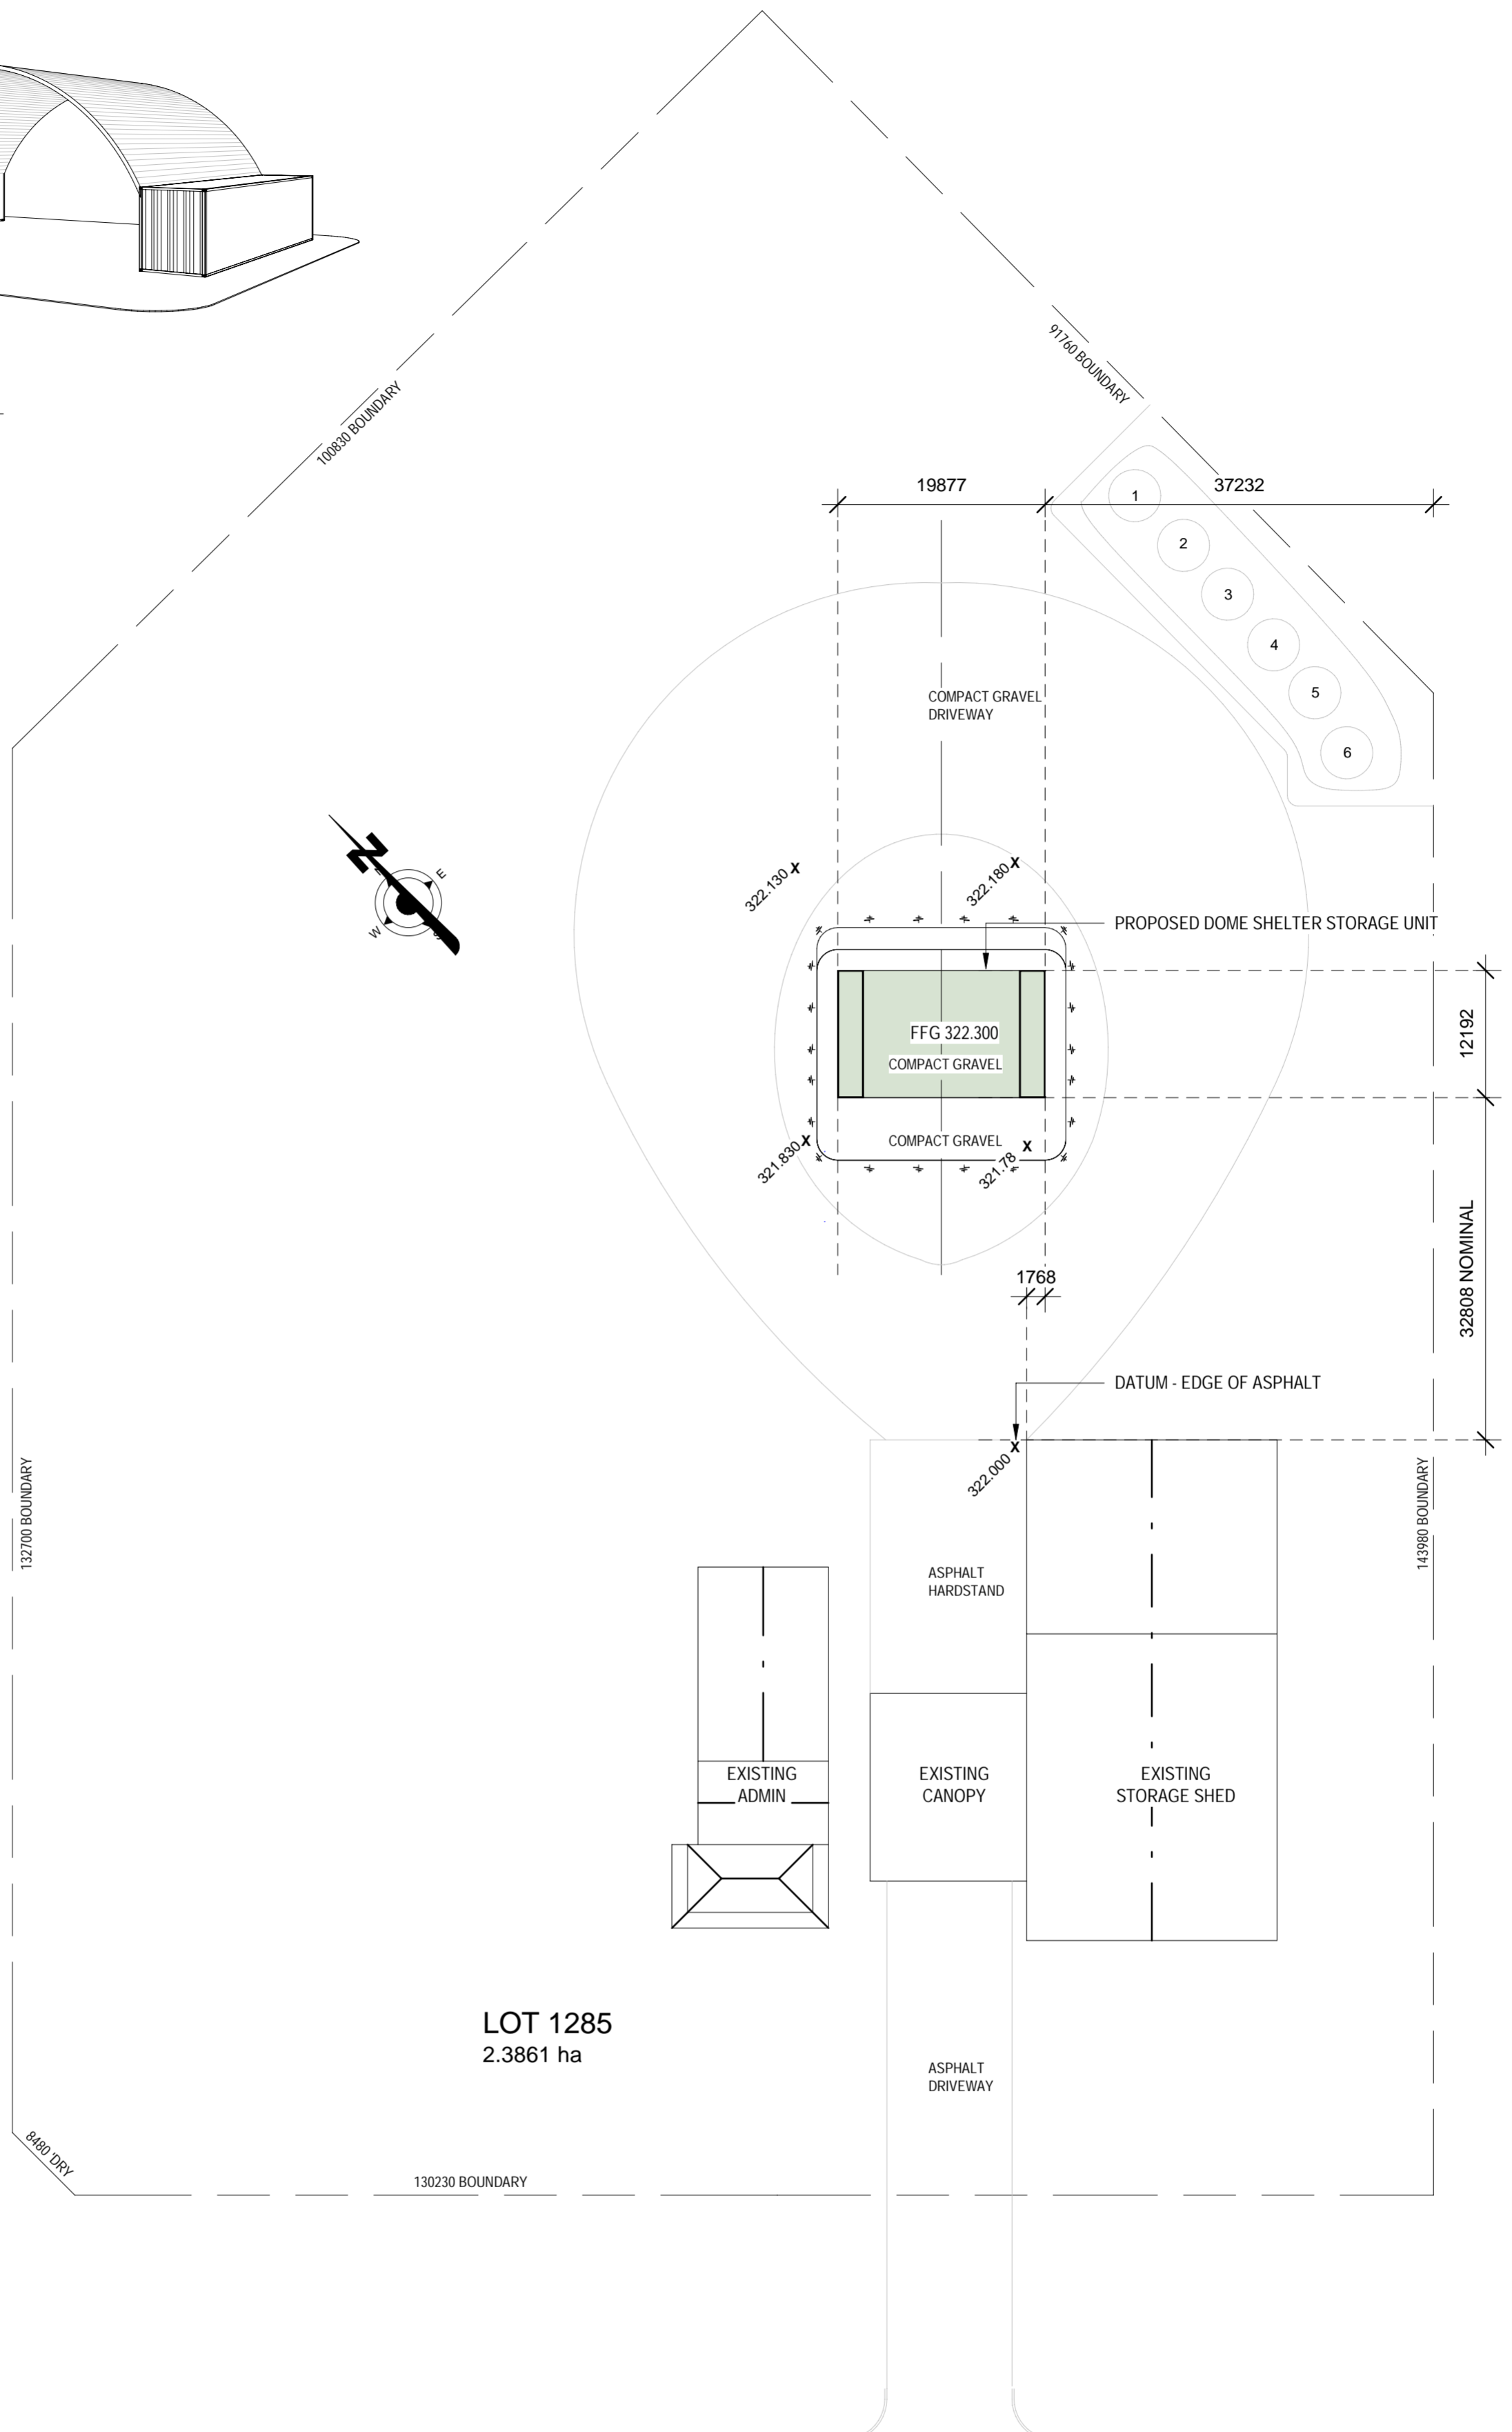 91760 BOUNDARY
100830 BOUNDARY
19877
37232
1
2
3
4
5
6
COMPACT GRAVEL
DRIVEWAY
N
E
W
S
322.130 X
322.180 X
PROPOSED DOME SHELTER STORAGE UNIT
12192
FFG 322.300
COMPACT GRAVEL
COMPACT GRAVEL
321.830 X
321.78 X
32808 NOMINAL
1768
DATUM - EDGE OF ASPHALT
322.000 X
132700 BOUNDARY
143980 BOUNDARY
ASPHALT
HARDSTAND
EXISTING
ADMIN
EXISTING
CANOPY
EXISTING
STORAGE SHED
LOT 1285
2.3861 ha
ASPHALT
DRIVEWAY
8480 'DRY
130230 BOUNDARY